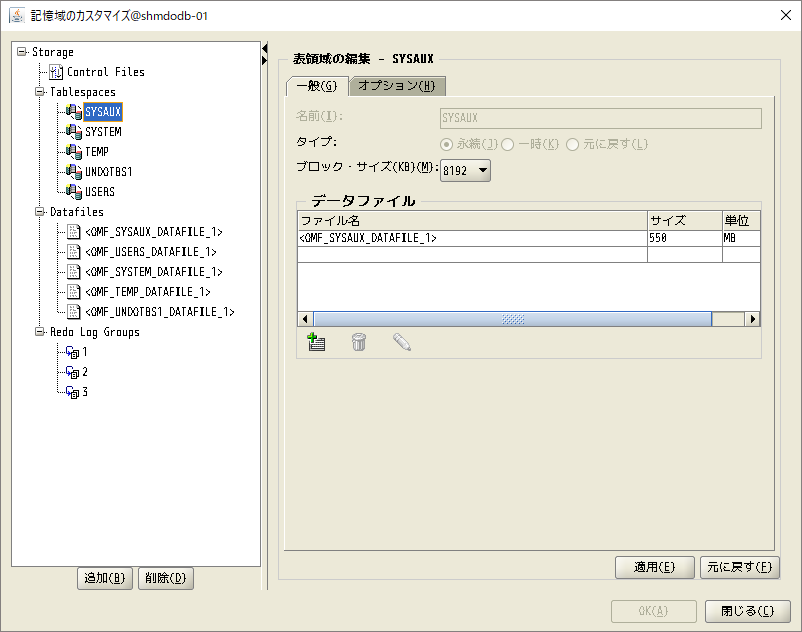 記憶域のカスタマイズ@shmdodb-01
Storage
Control Files
Tablespaces
SYSAUX
SYSTEM
TEMP
UNDOTBS1
USERS
Datafiles
<OMF_SYSAUX_DATAFILE_1>
<OMF_USERS_DATAFILE_1>
<OMF_SYSTEM_DATAFILE_1>
<OMF_TEMP_DATAFILE_1>
<OMF_UNDOTBS1_DATAFILE_1>
Redo Log Groups
1
2
3
追加(B)
削除(D)
表領域の編集 - SYSAUX
一般(G) オプション(H)
名前(I): SYSAUX
タイプ: 永続(J) 一時(K) 元に戻す(L)
ブロック・サイズ(KB)(M): 8192
データファイル
ファイル名 サイズ 単位
<OMF_SYSAUX_DATAFILE_1> 550 MB
適用(E) 元に戻す(F)
OK(A) 閉じる(C)